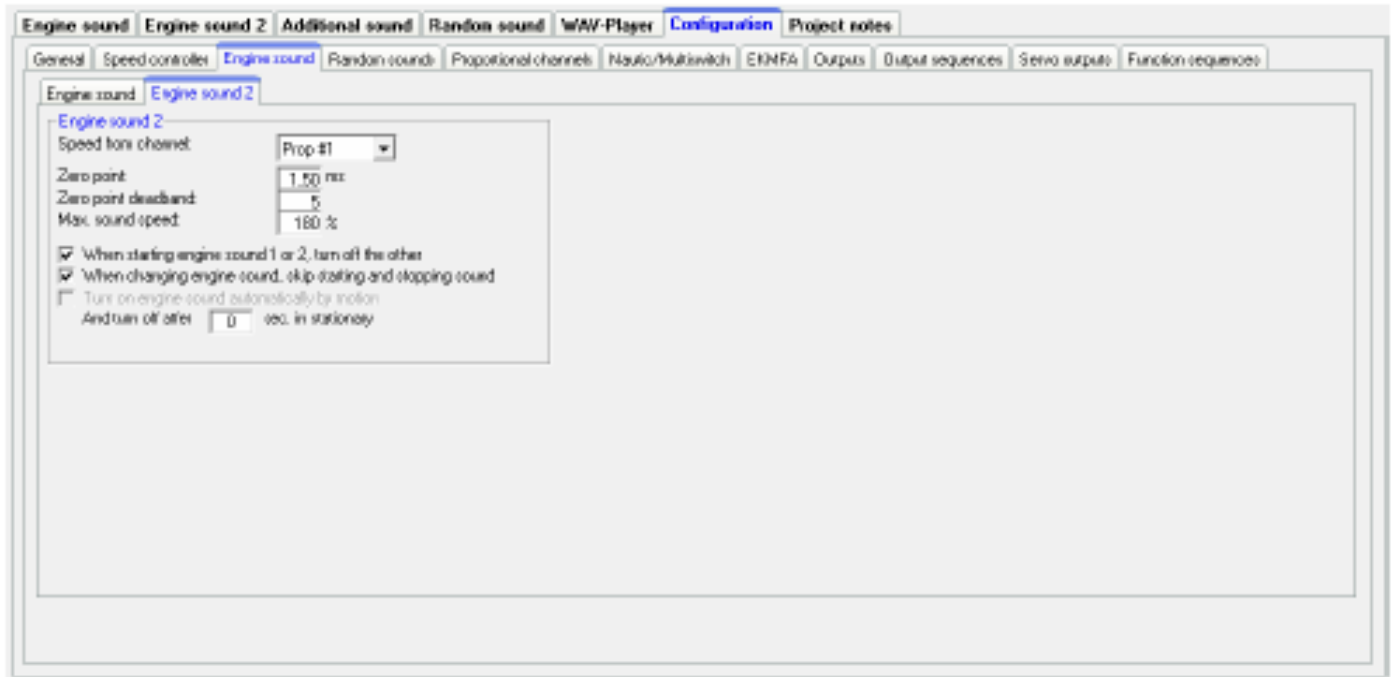 Engine sound Engine sound 2 Additional sound Random sound WAV-Player Configuration Project notes
General Speed controller Engine sound Random sounds Proportional channels Nautic/Multiswitch EKMFA Outputs Output sequences Servo outputs Function sequences
Engine sound Engine sound 2
Engine sound 2
Speed from channel: Prop #1
Zero point: 1.50 ms
Zero point deadband: 5
Max. sound speed: 180 %
When starting engine sound 1 or 2, turn off the other
When changing engine sound, skip starting and stopping sound
Turn on engine sound automatically by motion
And turn off after 0 sec. in stationary